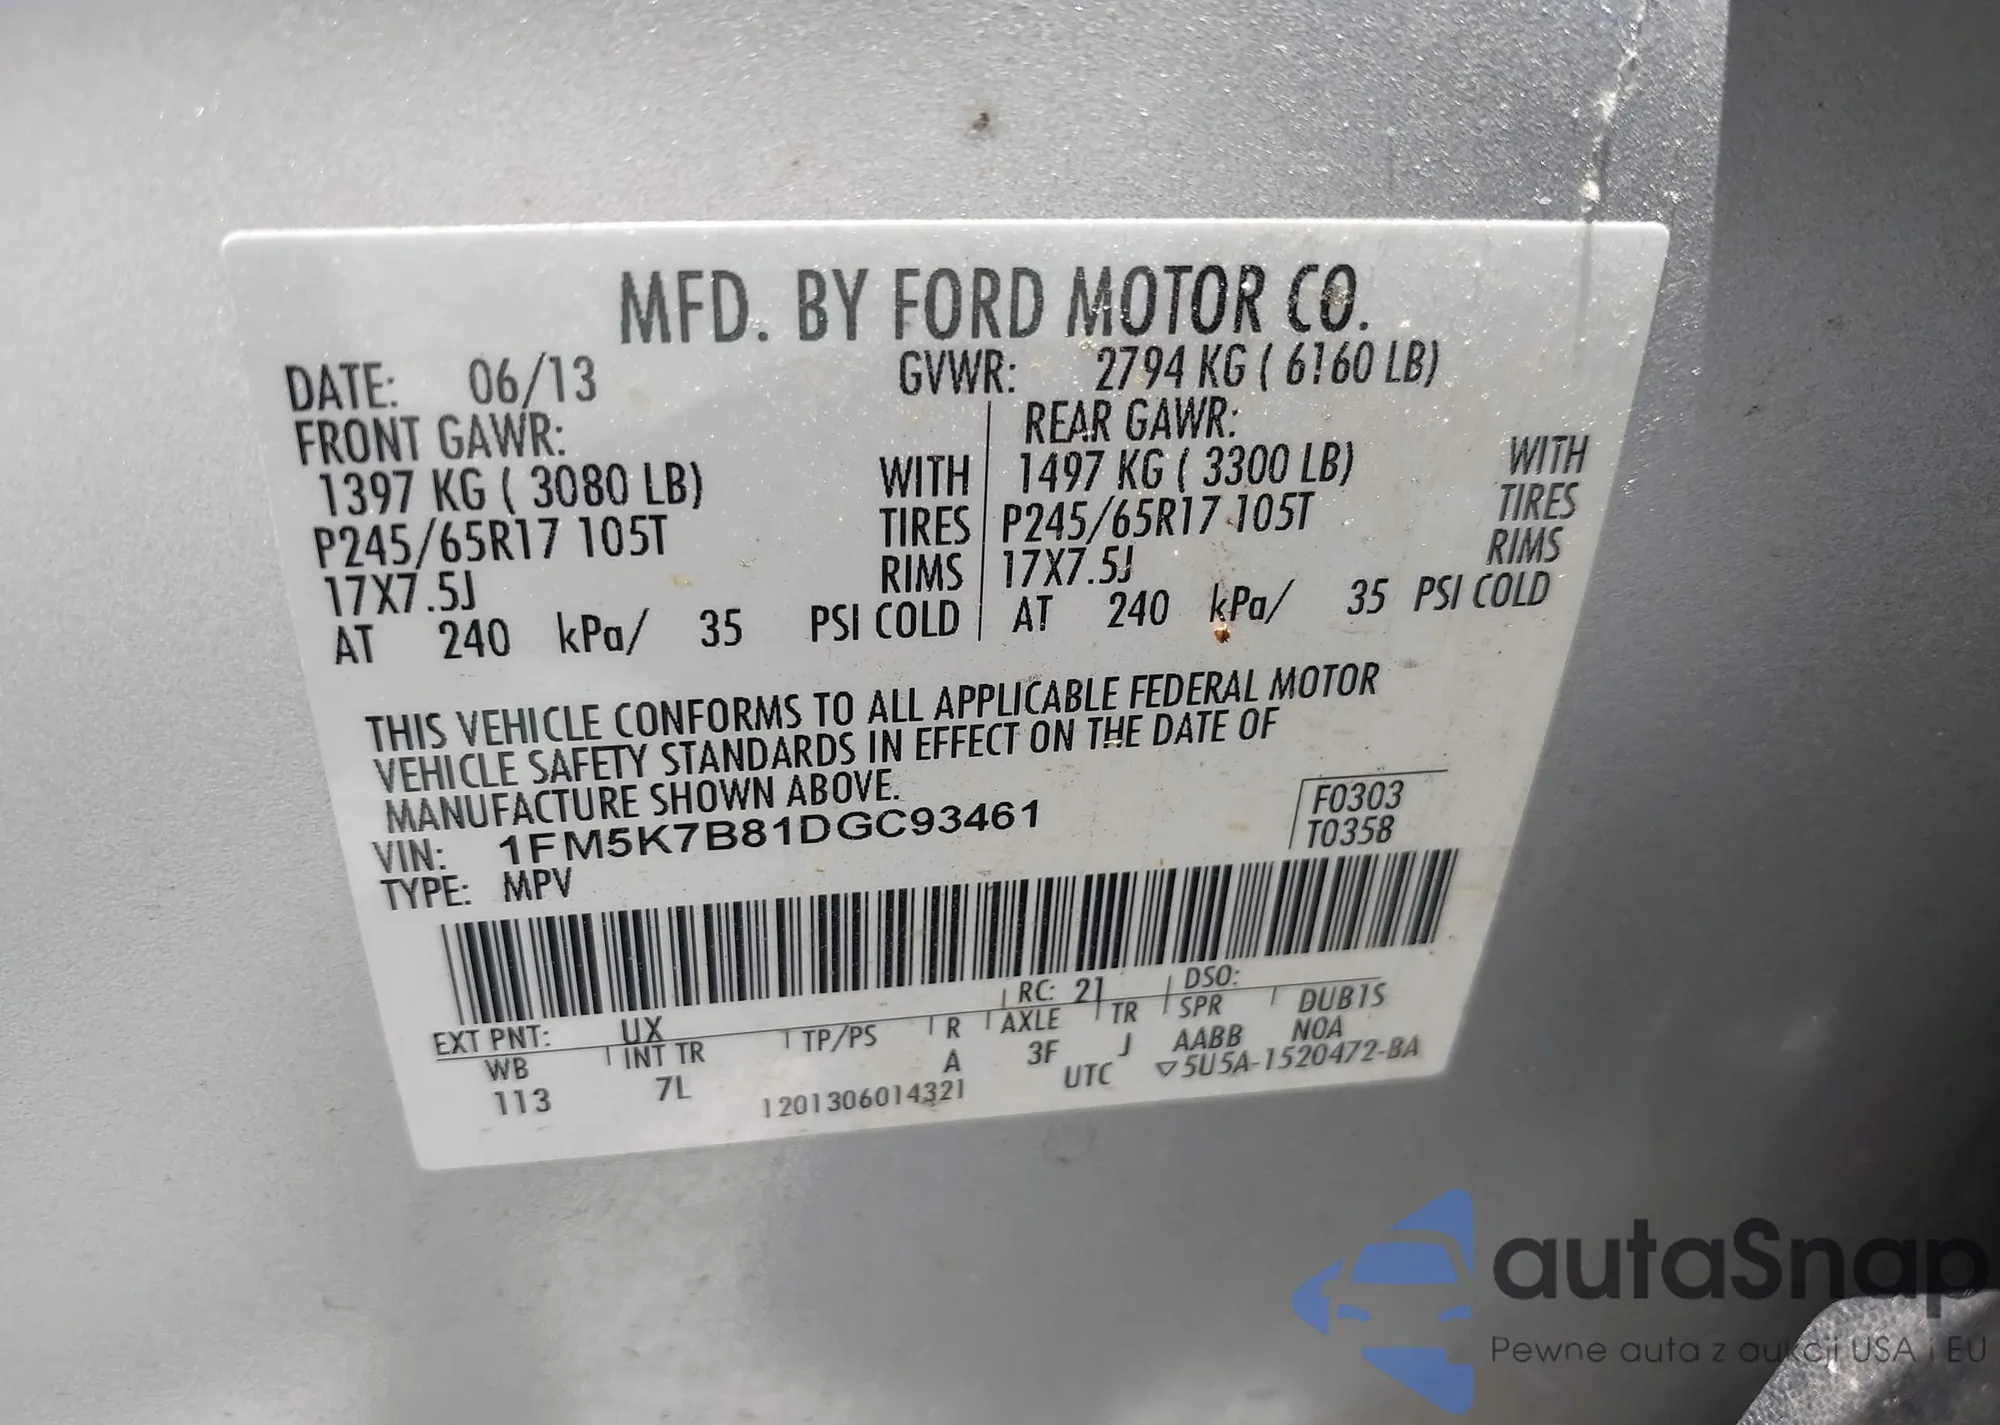 MFD. BY FORD MOTOR CO.
DATE: 06/13 GVWR: 2794 KG ( 6160 LB)
FRONT GAWR: REAR GAWR:
1397 KG ( 3080 LB) WITH 1497 KG ( 3300 LB) WITH
P245/65R17 105T TIRES P245/65R17 105T TIRES
17X7.5J RIMS 17X7.5J RIMS
AT 240 kPa/ 35 PSI COLD AT 240 kPa/ 35 PSI COLD
THIS VEHICLE CONFORMS TO ALL APPLICABLE FEDERAL MOTOR
VEHICLE SAFETY STANDARDS IN EFFECT ON THE DATE OF
MANUFACTURE SHOWN ABOVE.
VIN: 1FM5K7B81DGC93461 F0303
TYPE: MPV T0358
EXT PNT: UX RC: 21 DSO:
WB INT TR TP/PS R AXLE TR SPR DUB1S
113 7L A 3F J AABB N0A
1201306014321 UTC ▽5U5A-1520472-BA
autaSnap
Pewne auta z aukcji USA i EU